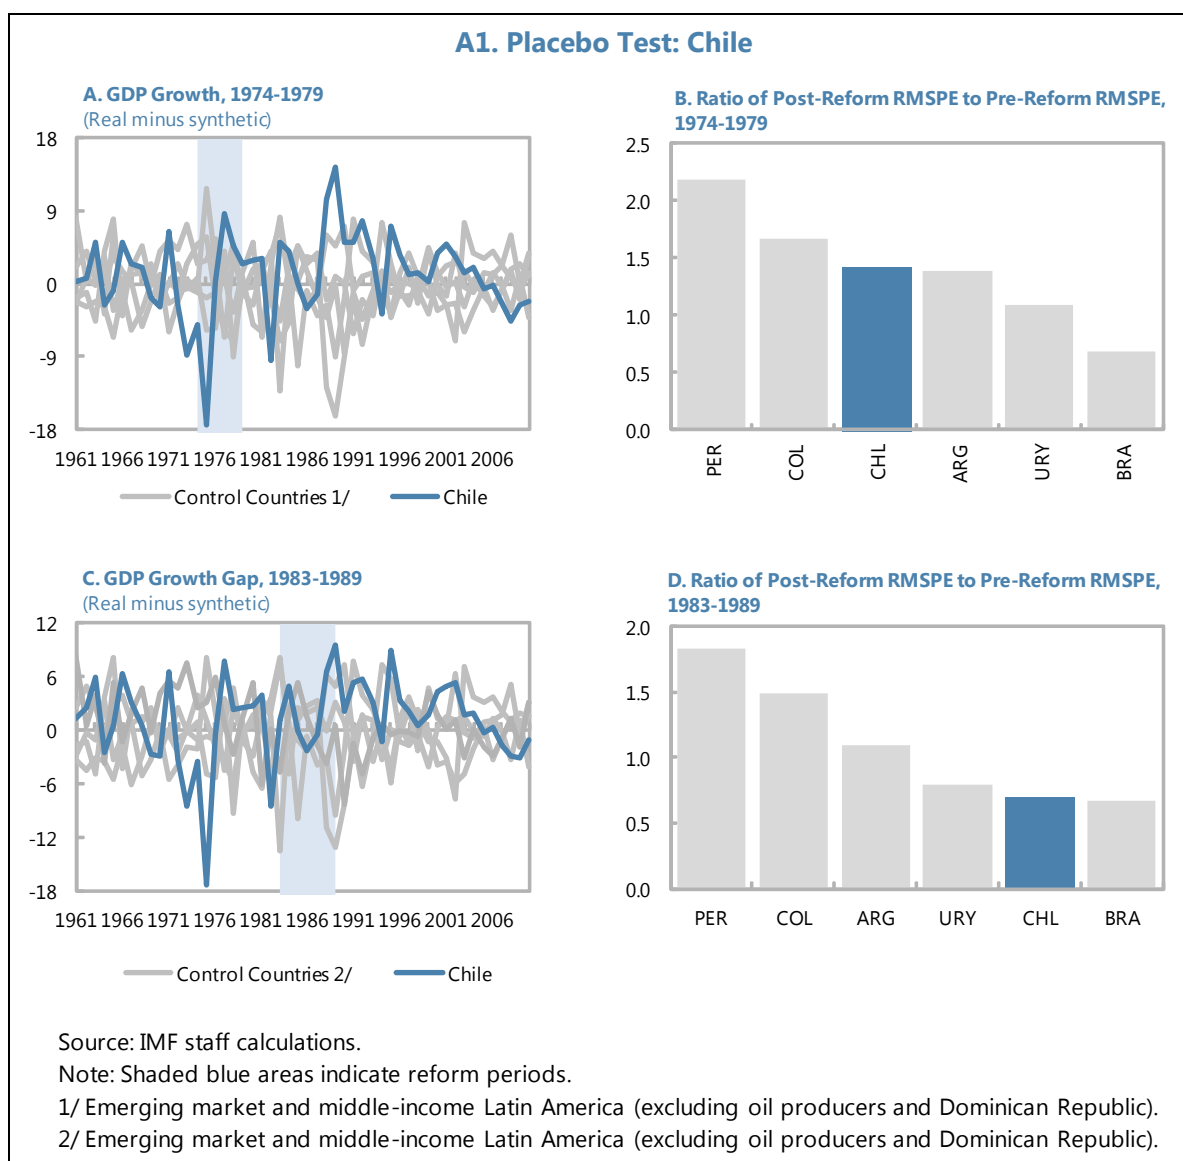 A1. Placebo Test: Chile
A. GDP Growth, 1974-1979
(Real minus synthetic)
18
9
0
-9
-18
1961 1966 1971 1976 1981 1986 1991 1996 2001 2006
Control Countries 1/
Chile
B. Ratio of Post-Reform RMSPE to Pre-Reform RMSPE,
1974-1979
2.5
2.0
1.5
1.0
0.5
0.0
PER
COL
CHL
ARG
URY
BRA
C. GDP Growth Gap, 1983-1989
(Real minus synthetic)
12
6
0
-6
-12
-18
1961 1966 1971 1976 1981 1986 1991 1996 2001 2006
Control Countries 2/
Chile
D. Ratio of Post-Reform RMSPE to Pre-Reform RMSPE,
1983-1989
2.0
1.5
1.0
0.5
0.0
PER COL ARG URY CHL BRA
Source: IMF staff calculations.
Note: Shaded blue areas indicate reform periods.
1/ Emerging market and middle-income Latin America (excluding oil producers and Dominican Republic).
2/ Emerging market and middle-income Latin America (excluding oil producers and Dominican Republic).